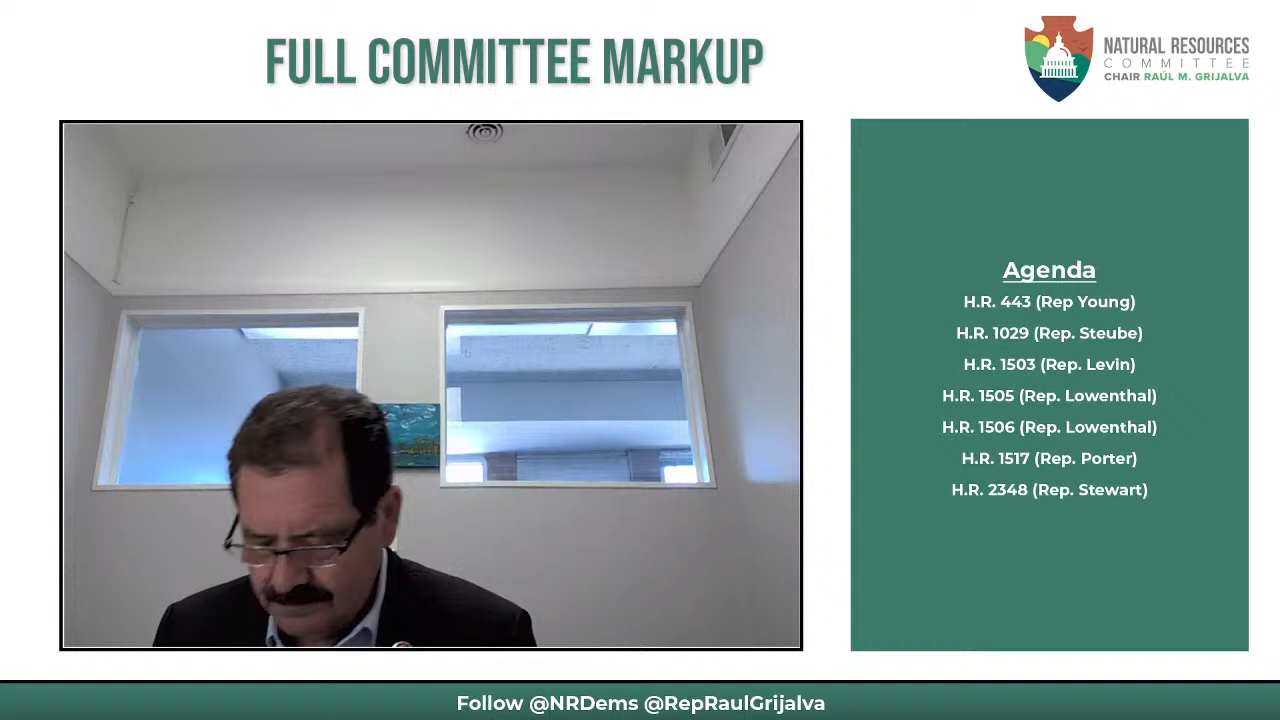 FULL COMMITTEE MARKUP
NATURAL RESOURCES
COMMITTEE
CHAIR RAÚL M. GRIJALVA
Agenda
H.R. 443 (Rep Young)
H.R. 1029 (Rep. Steube)
H.R. 1503 (Rep. Levin)
H.R. 1505 (Rep. Lowenthal)
H.R. 1506 (Rep. Lowenthal)
H.R. 1517 (Rep. Porter)
H.R. 2348 (Rep. Stewart)
Follow @NRDems @RepRaulGrijalva